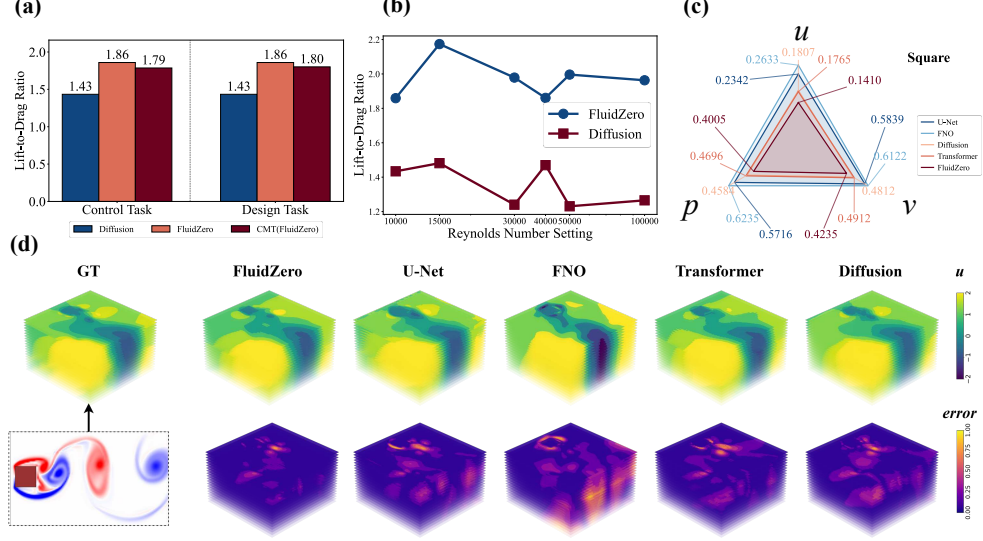 (a)
Lift-to-Drag Ratio
2.0
1.5
1.0
0.5
0.0
1.43
1.86
1.79
1.43
1.86
1.80
Control Task
Design Task
Diffusion
FluidZero
CMT(FluidZero)
(b)
Lift-to-Drag Ratio
2.2
2.0
1.8
1.6
1.4
1.2
FluidZero
Diffusion
10000 15000 30000 40000 50000 100000
Reynolds Number Setting
(c)
Square
u
0.1807
0.2633
0.1765
0.2342
0.1410
0.4005
0.5839
0.4696
0.6122
0.4584
0.4812
p
v
0.6235
0.4912
0.5716
0.4235
U-Net
FNO
Diffusion
Transformer
FluidZero
(d)
GT
FluidZero
U-Net
FNO
Transformer
Diffusion
u
2
1
0
−1
−2
error
1.00
0.75
0.50
0.25
0.00